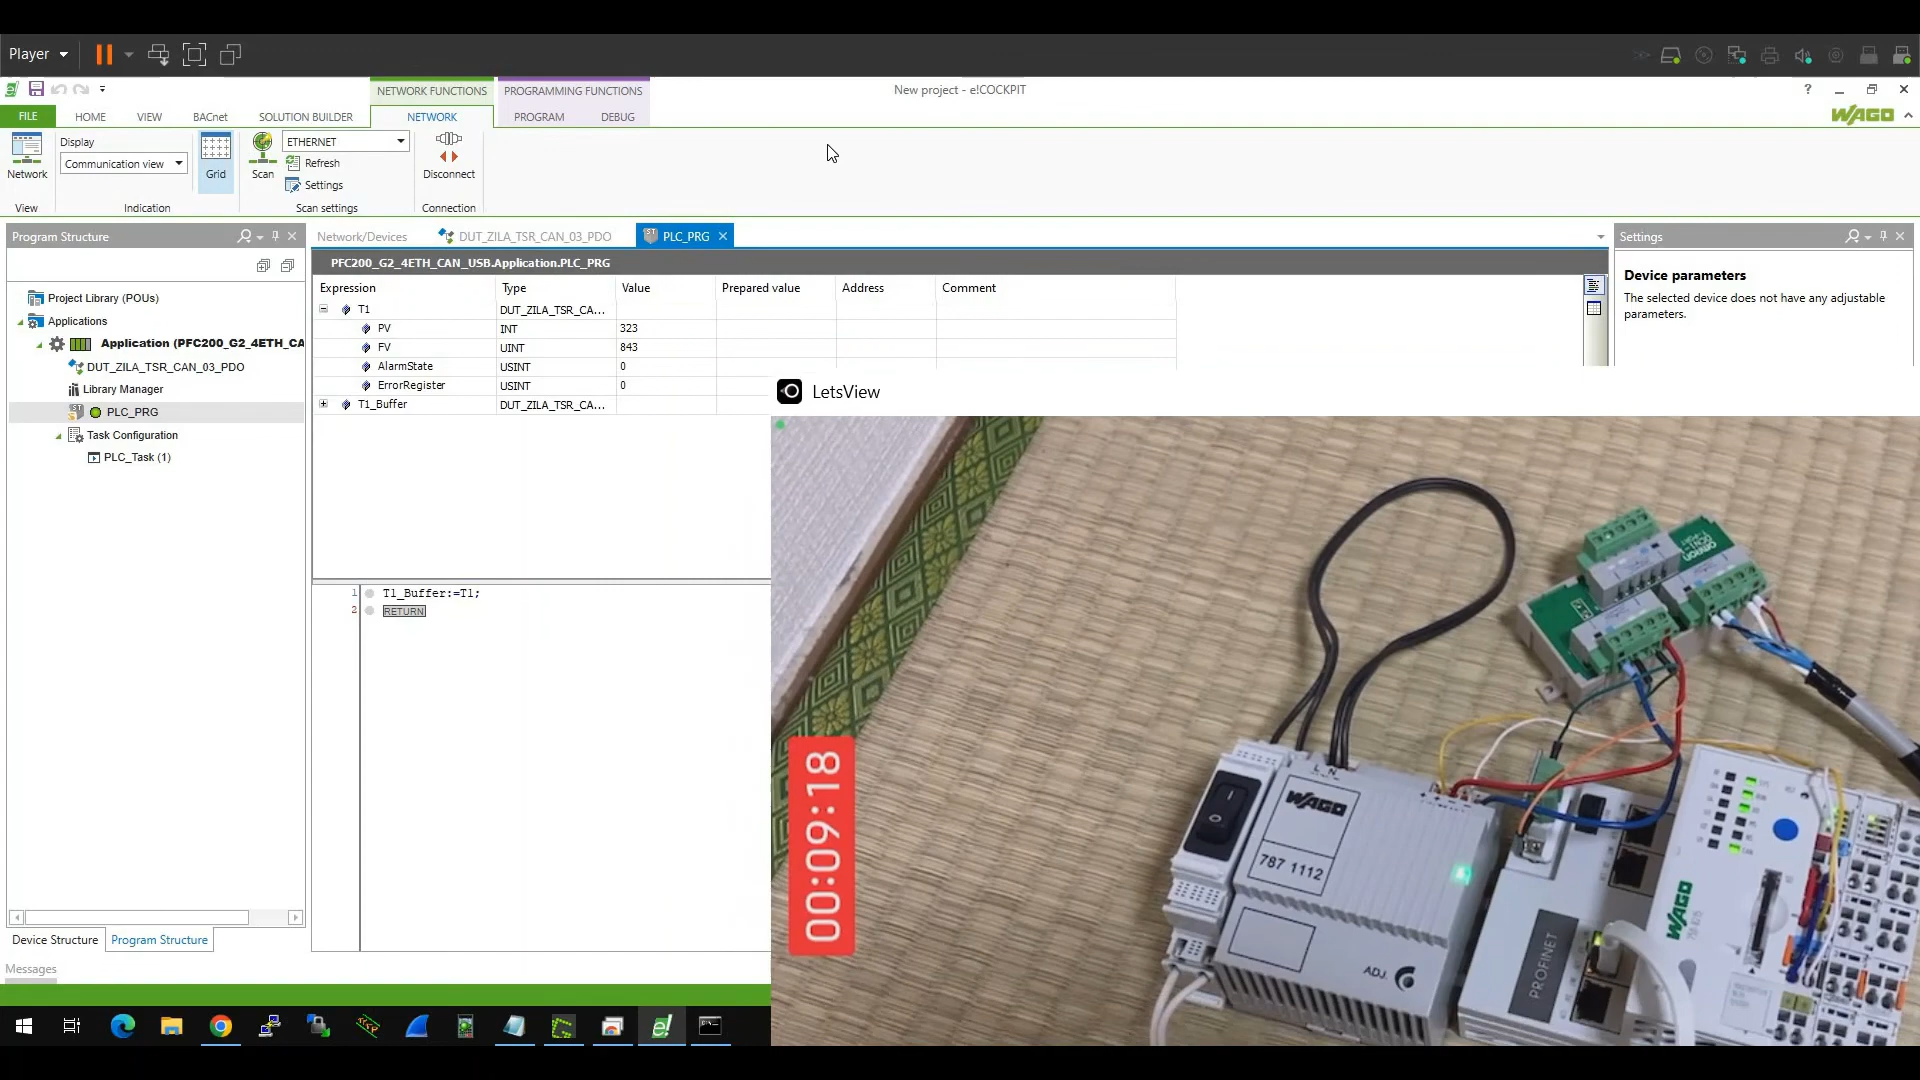 Player
New project - e!COCKPIT
NETWORK FUNCTIONS
PROGRAMMING FUNCTIONS
FILE
HOME
VIEW
BACnet
SOLUTION BUILDER
NETWORK
PROGRAM
DEBUG
WAGO
Network
View
Display
Communication view
Indication
Grid
Scan
ETHERNET
Refresh
Settings
Scan settings
Disconnect
Connection
Program Structure
Project Library (POUs)
Applications
Application (PFC200_G2_4ETH_CA
DUT_ZILA_TSR_CAN_03_PDO
Library Manager
PLC_PRG
Task Configuration
PLC_Task (1)
Device Structure
Program Structure
Messages
Network/Devices
DUT_ZILA_TSR_CAN_03_PDO
PLC_PRG
PFC200_G2_4ETH_CAN_USB.Application.PLC_PRG
Expression Type Value Prepared value Address Comment
T1 DUT_ZILA_TSR_CA...
PV INT 323
FV UINT 843
AlarmState USINT 0
ErrorRegister USINT 0
T1_Buffer DUT_ZILA_TSR_CA...
1 T1_Buffer:=T1;
2 RETURN
Settings
Device parameters
The selected device does not have any adjustable
parameters.
LetsView
00:09:18
L N
WAGO
787 1112
ADJ.
PROFINET
WAGO